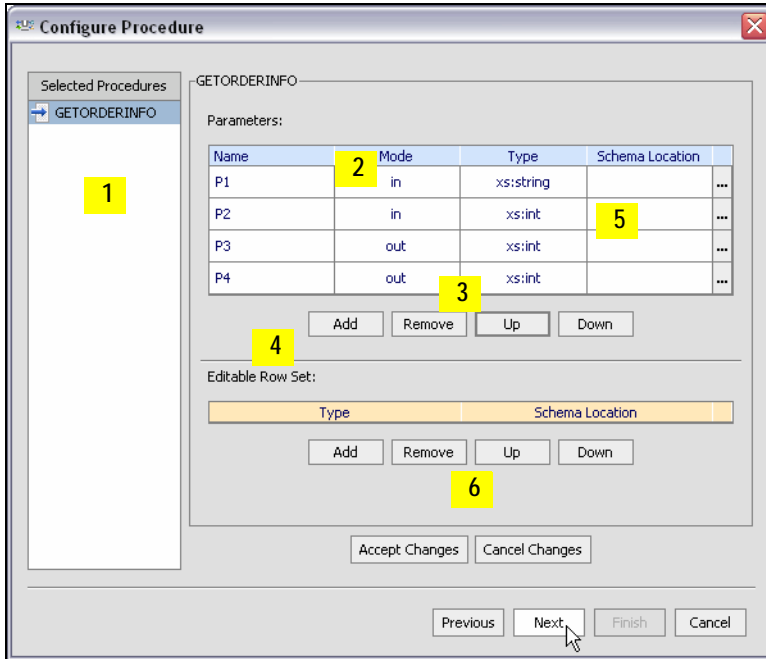 Configure Procedure
Selected Procedures
GETORDERINFO
1
GETORDERINFO
Parameters:
Name Mode Type Schema Location
2
P1 in xs:string ...
P2 in xs:int ...
5
P3 out xs:int ...
P4 out xs:int ...
3
Add Remove Up Down
4
Editable Row Set:
Type Schema Location
Add Remove Up Down
6
Accept Changes Cancel Changes
Previous Next Finish Cancel